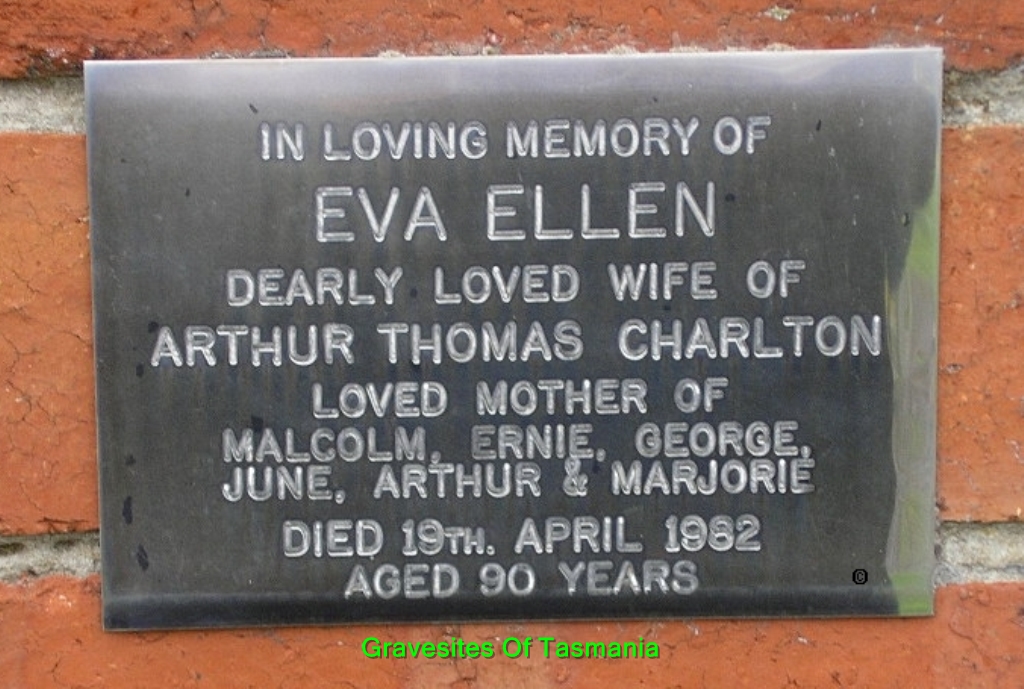 IN LOVING MEMORY OF
EVA ELLEN
DEARLY LOVED WIFE OF
ARTHUR THOMAS CHARLTON
LOVED MOTHER OF
MALCOLM, ERNIE, GEORGE,
JUNE, ARTHUR & MARJORIE
DIED 19TH. APRIL 1982
AGED 90 YEARS
©
Gravesites Of Tasmania